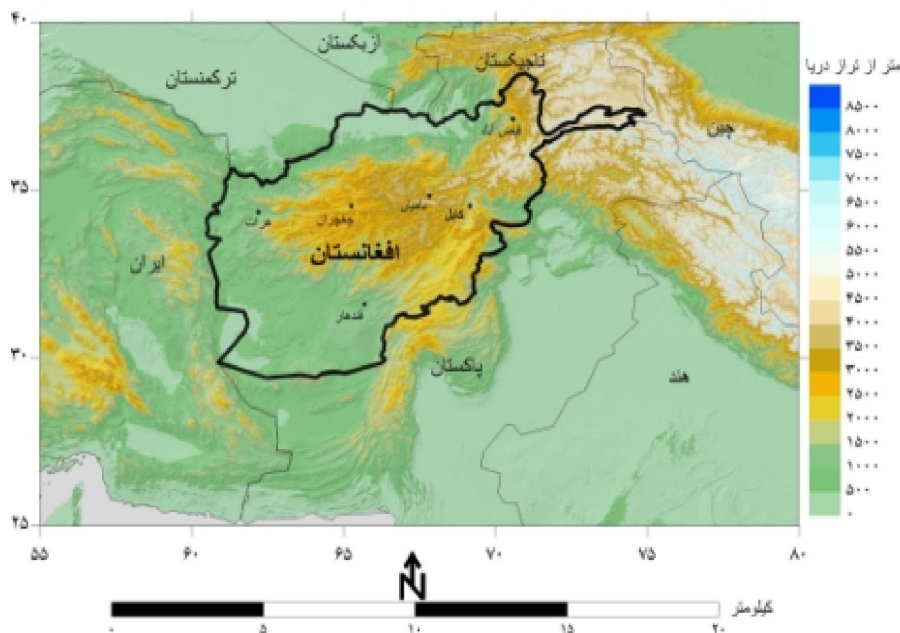 ۴۰
ازبکستان
تاجیکستان
ترکمنستان
متر از تراز دریا
چین
فیض آباد
۳۵
بامیان
کابل
چغچران
هرات
افغانستان
ایران
قندهار
۳۰
پاکستان
هند
۲۵
۸۵۰۰
۸۰۰۰
۷۵۰۰
۷۰۰۰
۶۵۰۰
۶۰۰۰
۵۵۰۰
۵۰۰۰
۴۵۰۰
۴۰۰۰
۳۵۰۰
۳۰۰۰
۲۵۰۰
۲۰۰۰
۱۵۰۰
۱۰۰۰
۵۰۰
۰
۵۵ ۶۰ ۶۵ ۷۰ ۷۵ ۸۰
N
کیلومتر
۰ ۵ ۱۰ ۱۵ ۲۰